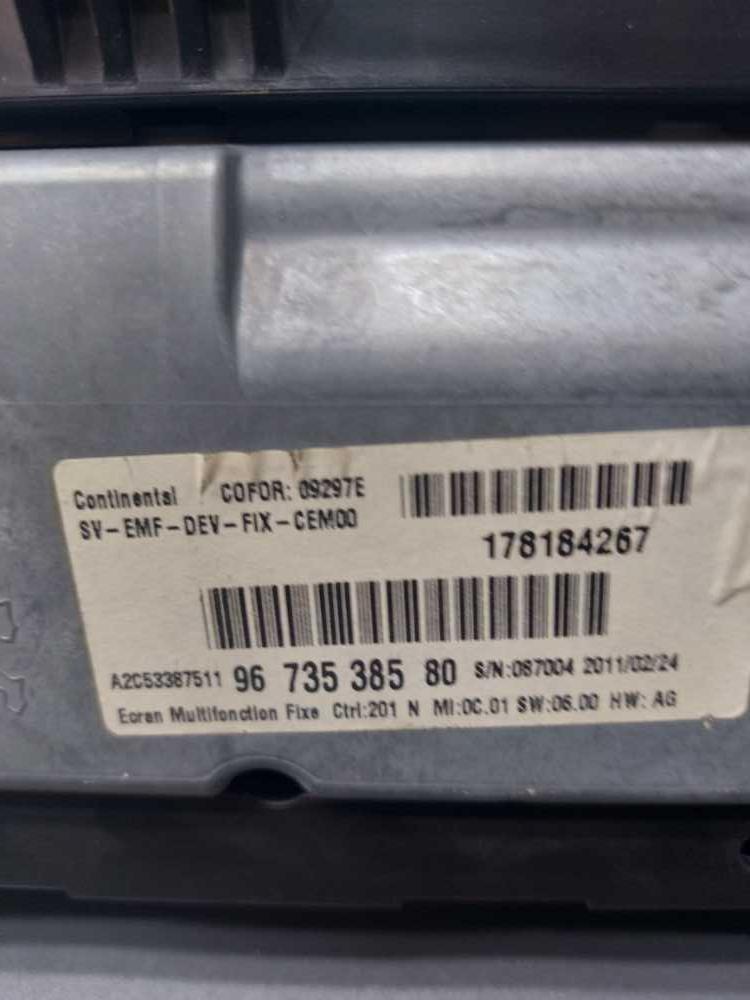 Continental COFOR: 09297E
SV-EMF-DEV-FIX-CEM00
178184267
A2C53387511 96 735 385 80 S/N:087004 2011/02/24
Ecran Multifonction Fixe Ctrl:201 N MI:0C.01 SW:06.00 HW: AG